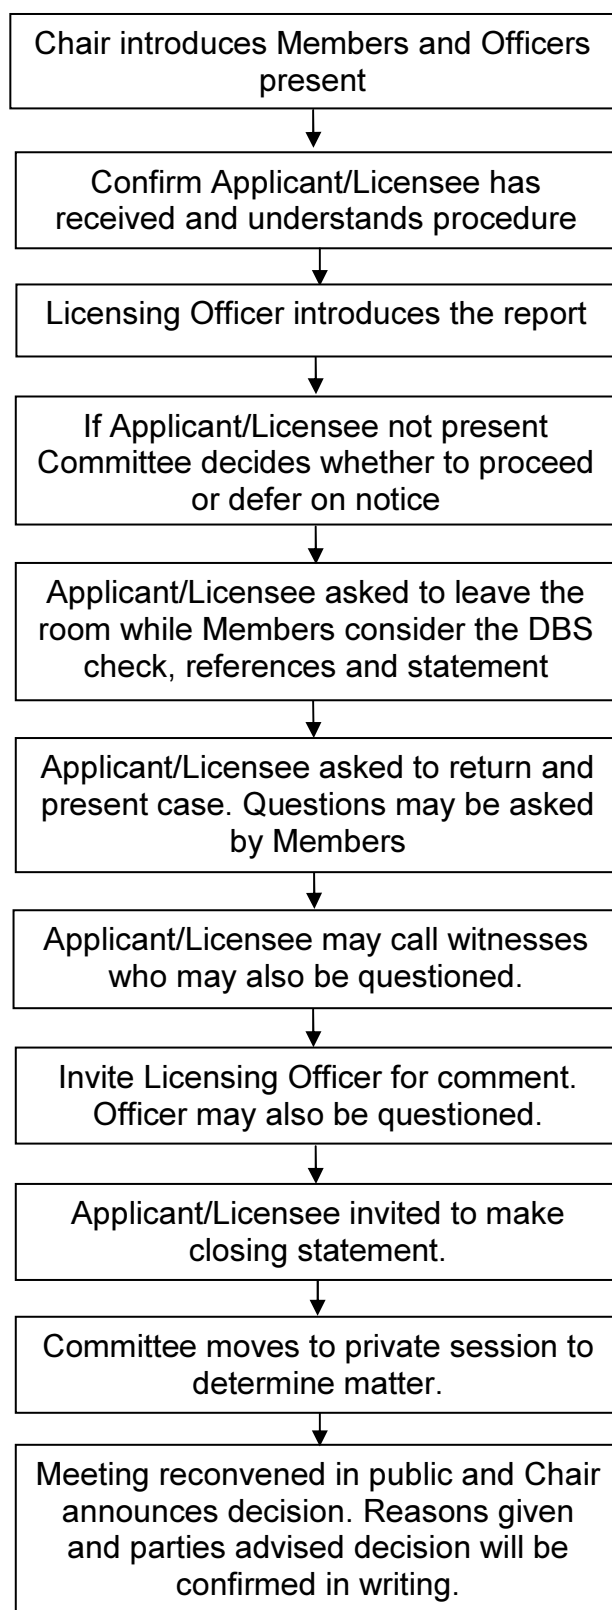 Chair introduces Members and Officers
present
Confirm Applicant/Licensee has
received and understands procedure
Licensing Officer introduces the report
If Applicant/Licensee not present
Committee decides whether to proceed
or defer on notice
Applicant/Licensee asked to leave the
room while Members consider the DBS
check, references and statement
Applicant/Licensee asked to return and
present case. Questions may be asked
by Members
Applicant/Licensee may call witnesses
who may also be questioned.
Invite Licensing Officer for comment.
Officer may also be questioned.
Applicant/Licensee invited to make
closing statement.
Committee moves to private session to
determine matter.
Meeting reconvened in public and Chair
announces decision. Reasons given
and parties advised decision will be
confirmed in writing.